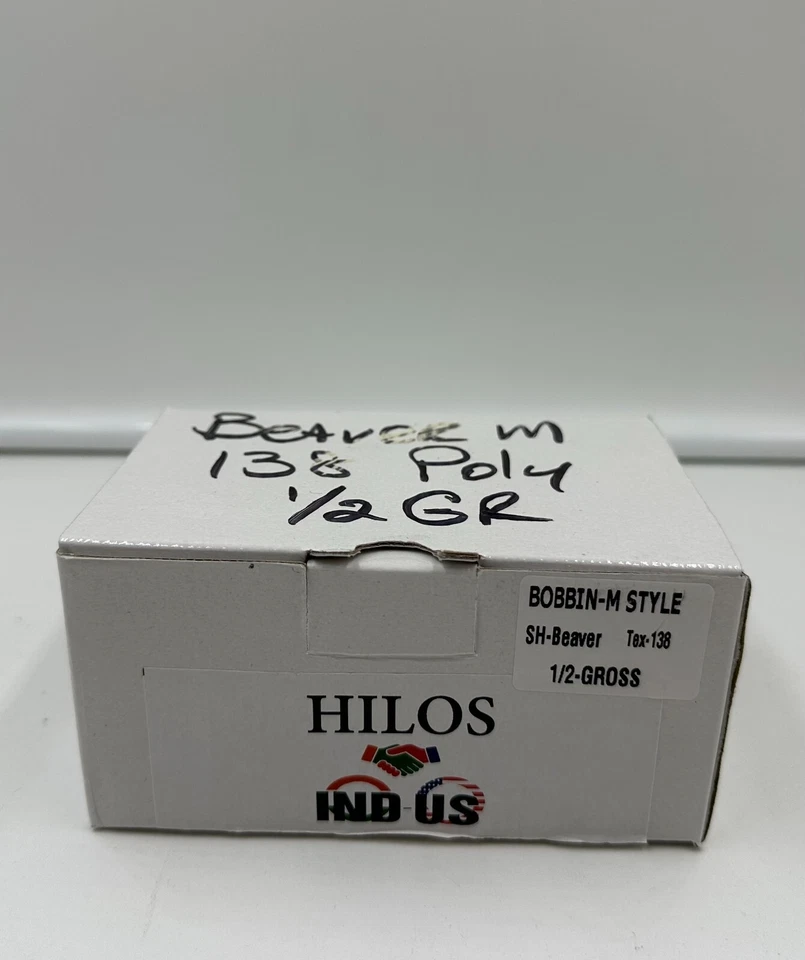 BEAVER M
138 Poly
1/2 GR
BOBBIN-M STYLE
SH-Beaver Tex-138
1/2-GROSS
HILOS
IND-US